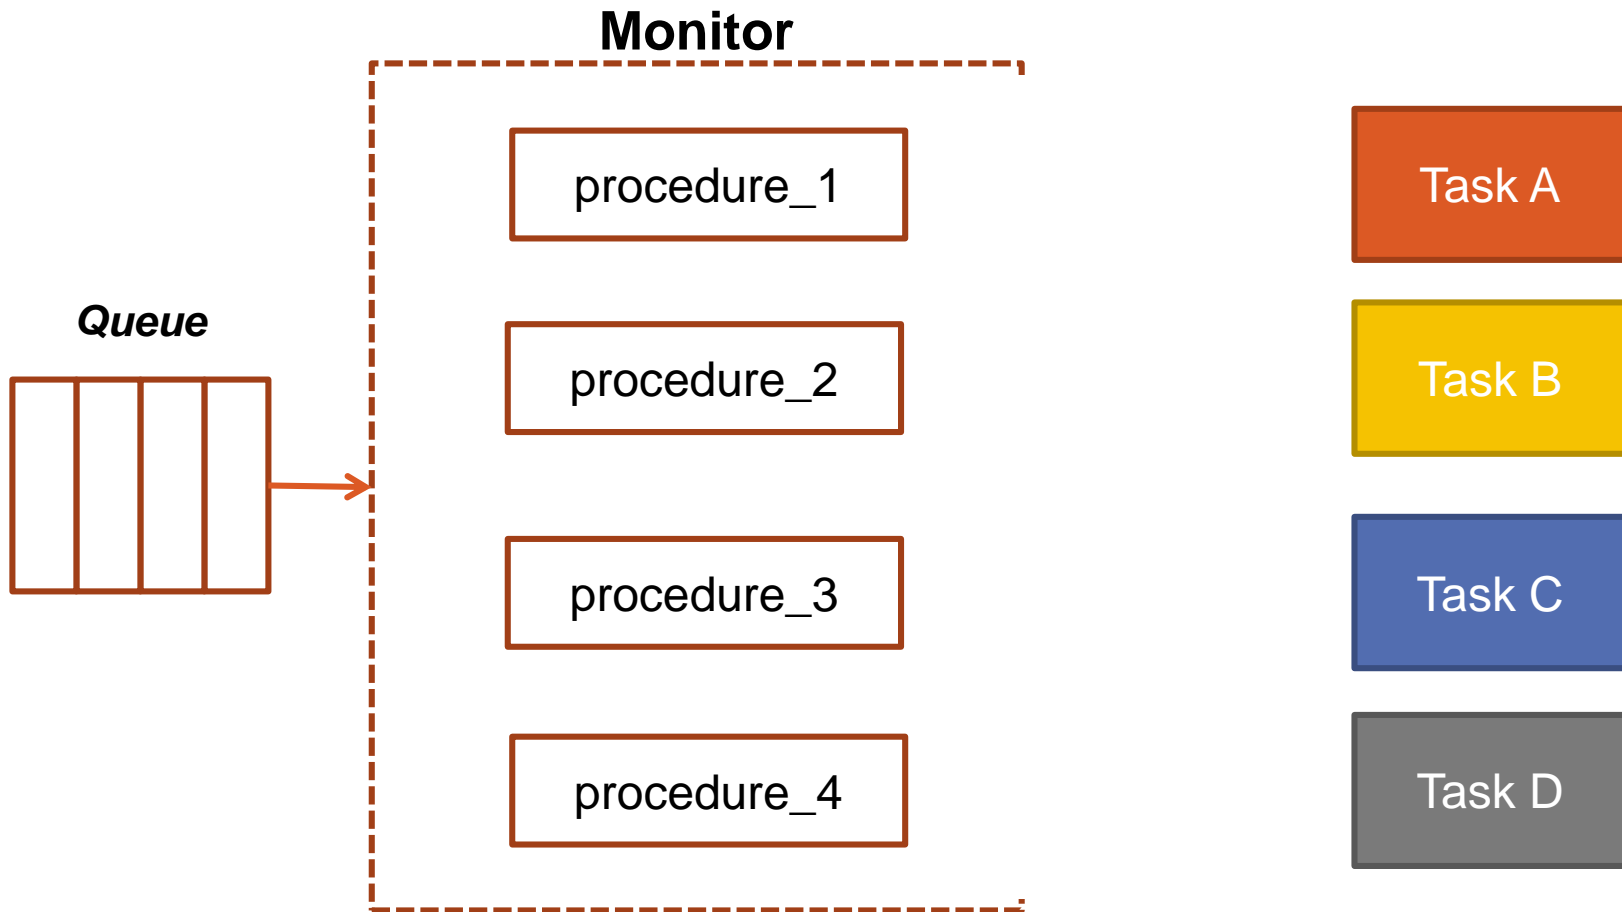 Monitor
procedure_1
Task A
Queue
procedure_2
Task B
procedure_3
Task C
procedure_4
Task D